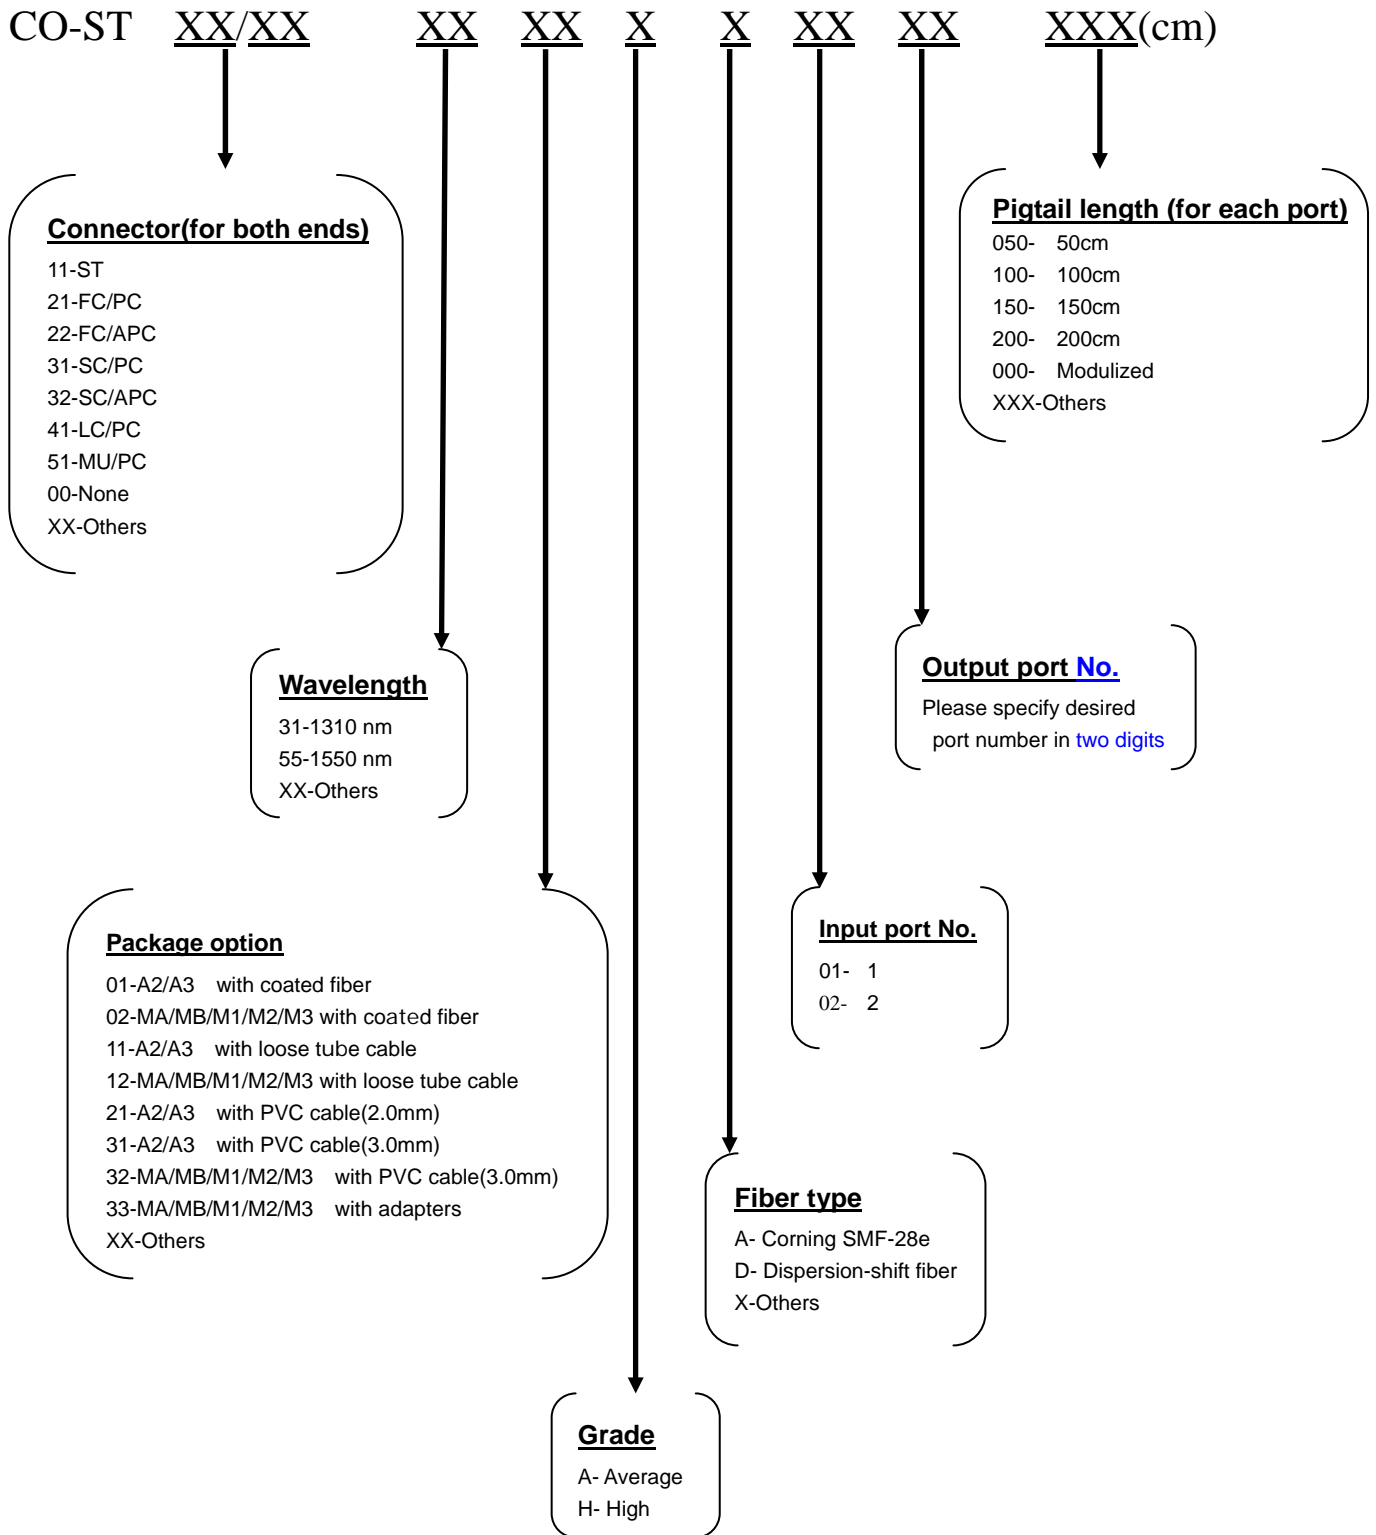 CO-ST XX/XX XX XX X X XX XX XXX(cm)
Connector(for both ends)
11-ST
21-FC/PC
22-FC/APC
31-SC/PC
32-SC/APC
41-LC/PC
51-MU/PC
00-None
XX-Others
Pigtail length (for each port)
050- 50cm
100- 100cm
150- 150cm
200- 200cm
000- Modulized
XXX-Others
Wavelength
31-1310 nm
55-1550 nm
XX-Others
Output port No.
Please specify desired
port number in two digits
Package option
01-A2/A3 with coated fiber
02-MA/MB/M1/M2/M3 with coated fiber
11-A2/A3 with loose tube cable
12-MA/MB/M1/M2/M3 with loose tube cable
21-A2/A3 with PVC cable(2.0mm)
31-A2/A3 with PVC cable(3.0mm)
32-MA/MB/M1/M2/M3 with PVC cable(3.0mm)
33-MA/MB/M1/M2/M3 with adapters
XX-Others
Input port No.
01- 1
02- 2
Fiber type
A- Corning SMF-28e
D- Dispersion-shift fiber
X-Others
Grade
A- Average
H- High